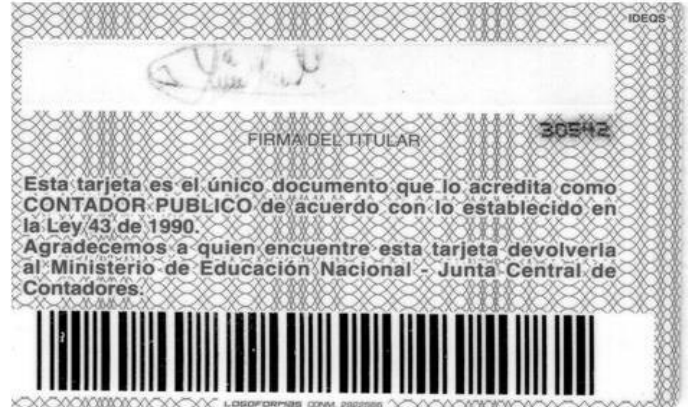 IDEQS
FIRMA DEL TITULAR
30542
Esta tarjeta es el único documento que lo acredita como
CONTADOR PUBLICO de acuerdo con lo establecido en
la Ley 43 de 1990.
Agradecemos a quien encuentre esta tarjeta devolverla
al Ministerio de Educación Nacional - Junta Central de
Contadores.
LOGOFORMAS